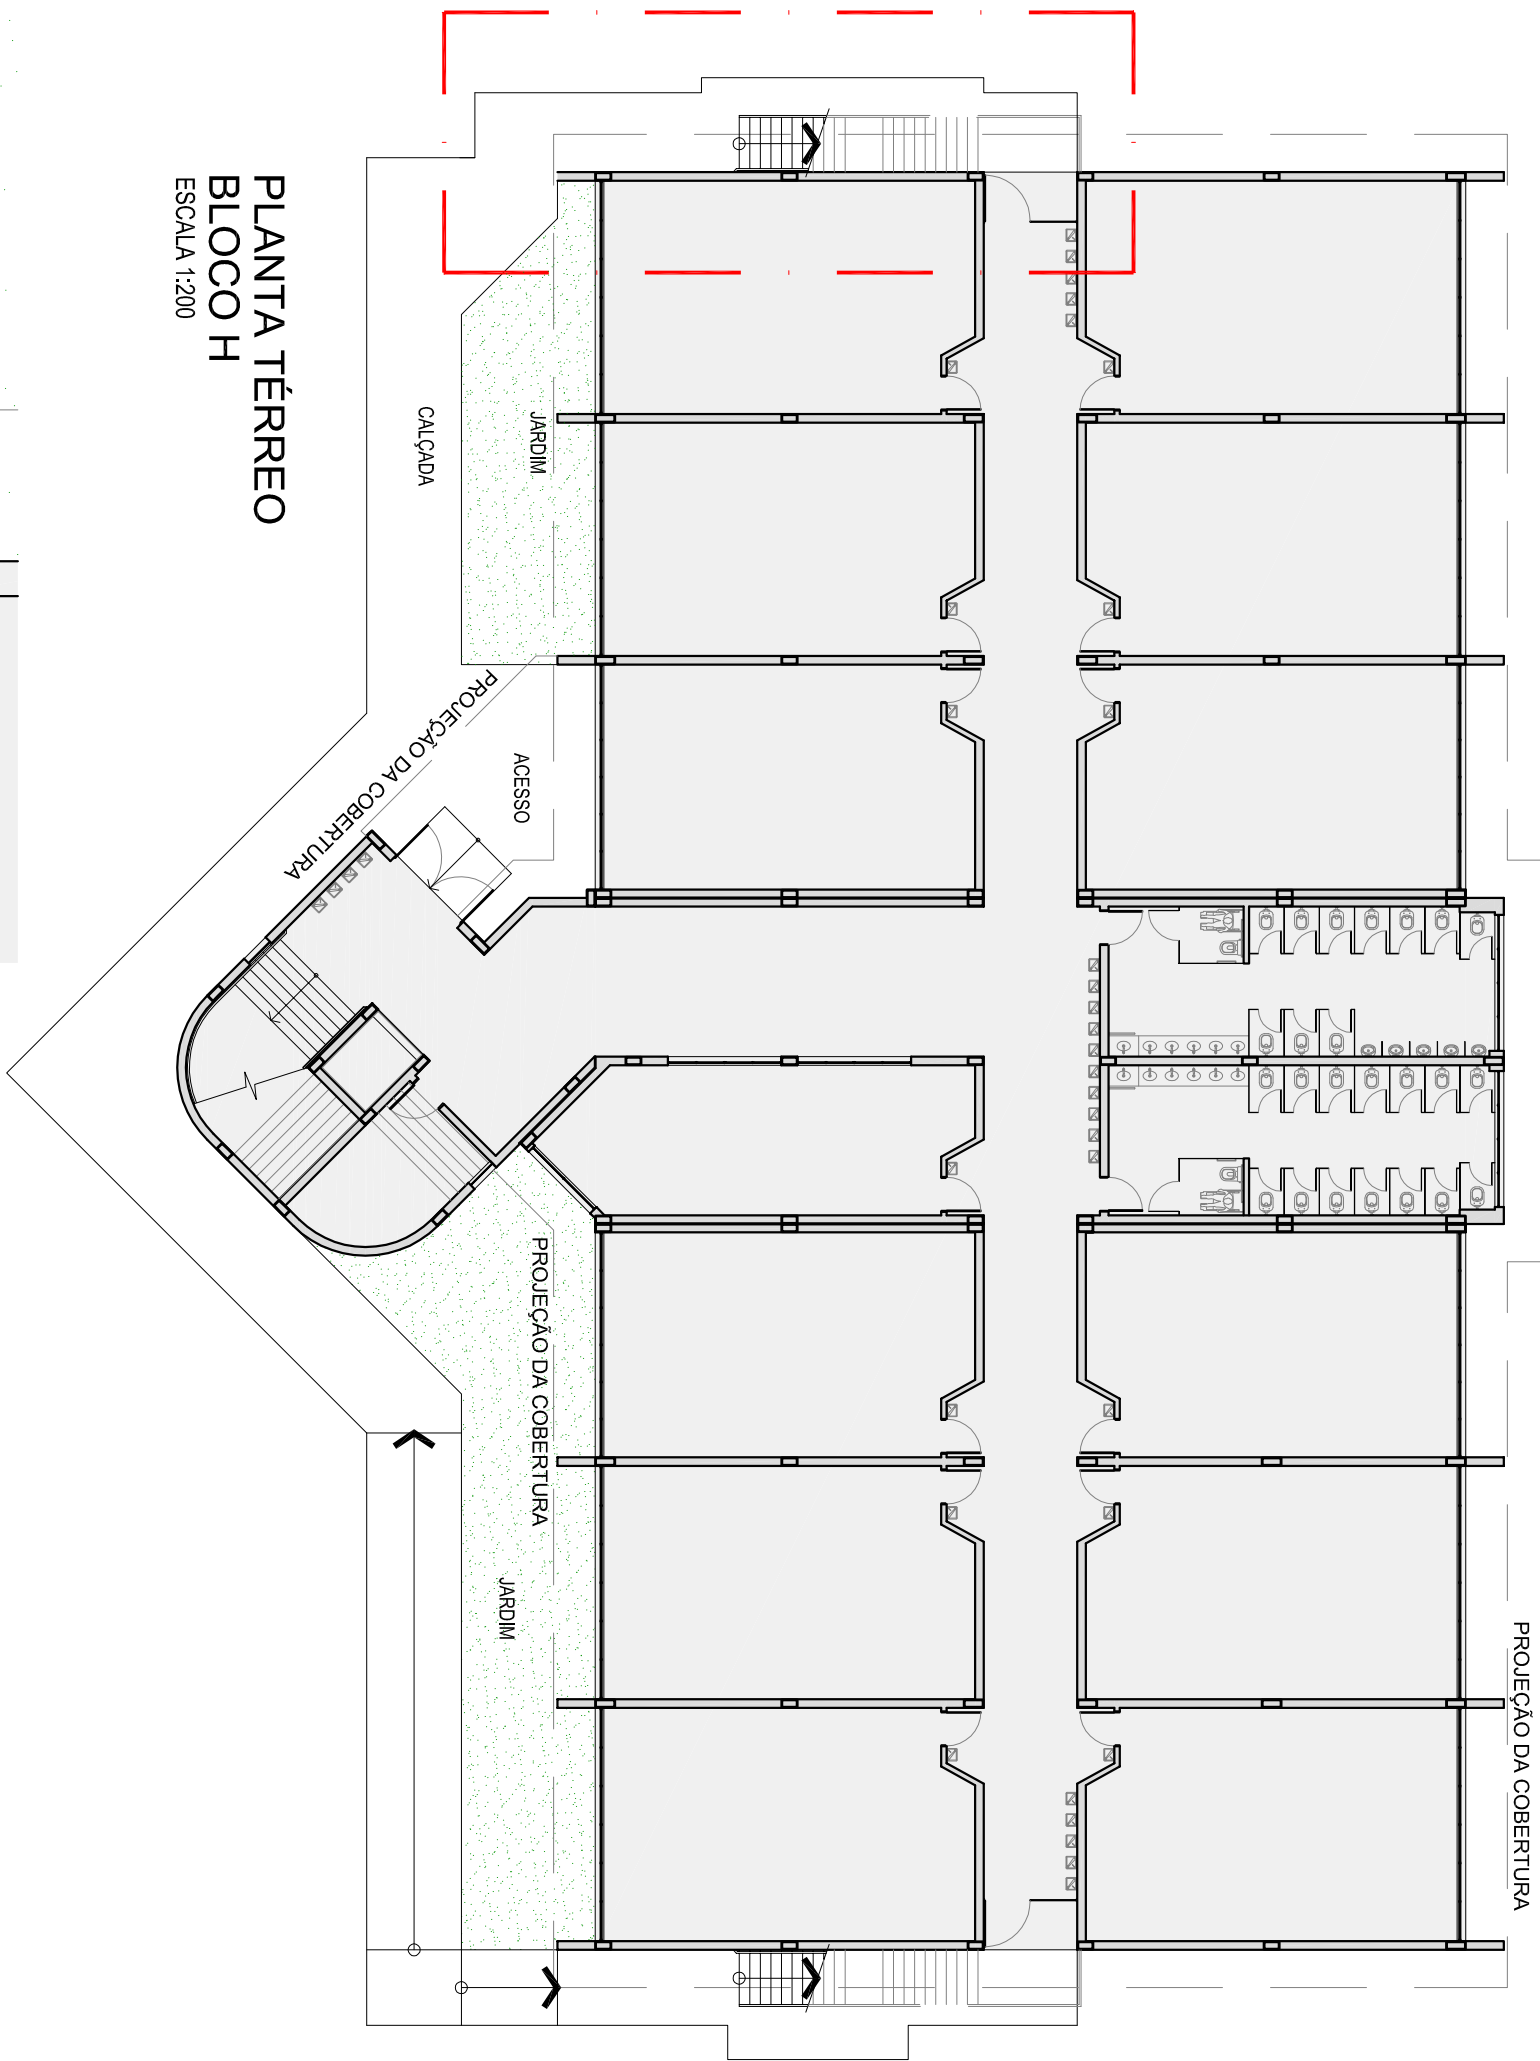 PLANTA TÉRREO
BLOCO H
ESCALA 1:200
CALÇADA
JARDIM
PROJEÇÃO DA COBERTURA
ACESSO
PROJEÇÃO DA COBERTURA
JARDIM
PROJEÇÃO DA COBERTURA